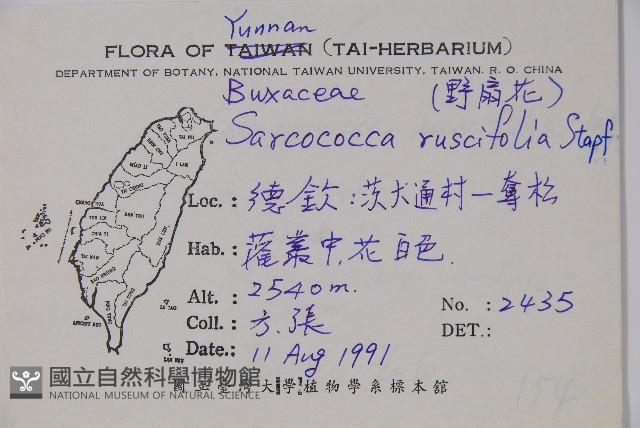 Yunnan
FLORA OF TAIWAN (TAI-HERBARIUM)
DEPARTMENT OF BOTANY, NATIONAL TAIWAN UNIVERSITY, TAIWAN. R. O. CHINA
Buxaceae (野扇花)
Sarcococca ruscifolia Stapf
Loc.: 德欽:茨犬通村一奪松
Hab.: 藿叢中,花白色.
Alt.: 2540m.
Coll.: 方.張
No. : 2435
DET.:
Date.: 11 Aug 1991
國立臺灣大學植物學系標本館
國立自然科學博物館
NATIONAL MUSEUM OF NATURAL SCIENCE
154